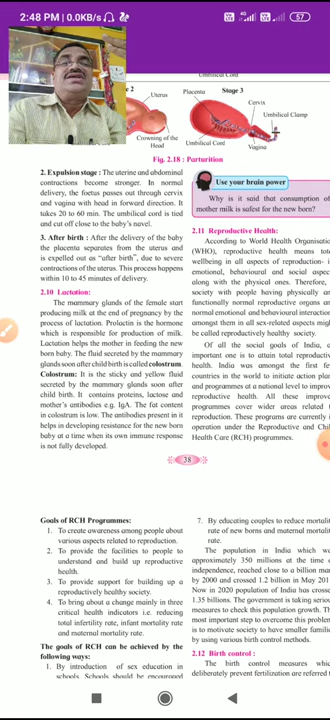 2:48 PM | 0.0KB/s
57
Umbilical Cord
e 2
Uterus
Placenta
Stage 3
Cervix
Umbilical Clamp
Crowning of the
Head
Umbilical Cord
Vagina
Fig. 2.18 : Parturition
2. Expulsion stage : The uterine and abdominal
contractions become stronger. In normal
delivery, the foetus passes out through cervix
and vagina with head in forward direction. It
takes 20 to 60 min. The umbilical cord is tied
and cut off close to the baby's navel.
3. After birth : After the delivery of the baby
the placenta separates from the uterus and
is expelled out as “after birth”, due to severe
contractions of the uterus. This process happens
within 10 to 45 minutes of delivery.
2.10 Lactation:
The mammary glands of the female start
producing milk at the end of pregnancy by the
process of lactation. Prolactin is the hormone
which is responsible for production of milk.
Lactation helps the mother in feeding the new
born baby. The fluid secreted by the mammary
glands soon after child birth is called colostrum.
Colostrum: It is the sticky and yellow fluid
secreted by the mammary glands soon after
child birth. It contains proteins, lactose and
mother's antibodies e.g. IgA. The fat content
in colostrum is low. The antibodies present in it
helps in developing resistance for the new born
baby at a time when its own immune response
is not fully developed.
Use your brain power
Why is it said that consumption of
mother milk is safest for the new born?
2.11 Reproductive Health:
According to World Health Organisatio
(WHO), reproductive health means tot
wellbeing in all aspects of reproduction- i
emotional, behavioural and social aspec
along with the physical ones. Therefore,
society with people having physically an
functionally normal reproductive organs an
normal emotional and behavioural interaction
amongst them in all sex-related aspects migh
be called reproductively healthy society.
Of all the social goals of India, a
important one is to attain total reproductiv
health. India was amongst the first few
countries in the world to initiate action plan
and programmes at a national level to improv
reproductive health. All these improve
programmes cover wider areas related t
reproduction. These programs are currently i
operation under the Reproductive and Chil
Health Care (RCH) programmes.
38
Goals of RCH Programmes:
1. To create awareness among people about
various aspects related to reproduction.
2. To provide the facilities to people to
understand and build up reproductive
health.
3. To provide support for building up a
reproductively healthy society.
4. To bring about a change mainly in three
critical health indicators i.e. reducing
total infertility rate, infant mortality rate
and maternal mortality rate.
The goals of RCH can be achieved by the
following ways:
1. By introduction of sex education in
schools. Schools should be encouraged
7. By educating couples to reduce mortali
rate of new borns and maternal mortali
rate.
The population in India which we
approximately 350 millions at the time o
independence, reached close to a billion mar
by 2000 and crossed 1.2 billion in May 201
Now in 2020 population of India has crosse
1.35 billions. The government is taking seriou
measures to check this population growth. Th
most important step to overcome this problem
is to motivate society to have smaller familie
by using various birth control methods.
2.12 Birth control :
The birth control measures whic
deliberately prevent fertilization are referred t